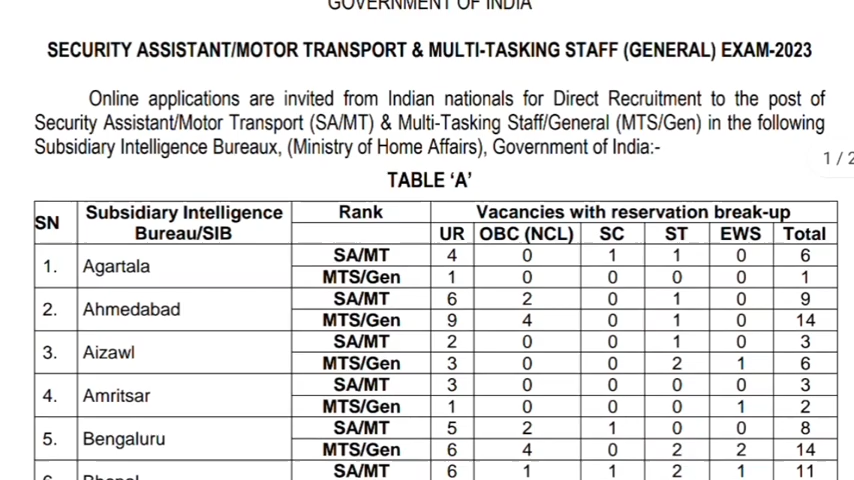 GOVERNMENT OF INDIA
SECURITY ASSISTANT/MOTOR TRANSPORT & MULTI-TASKING STAFF (GENERAL) EXAM-2023
Online applications are invited from Indian nationals for Direct Recruitment to the post of
Security Assistant/Motor Transport (SA/MT) & Multi-Tasking Staff/General (MTS/Gen) in the following
Subsidiary Intelligence Bureaux, (Ministry of Home Affairs), Government of India:-
1 / 2
TABLE ‘A’
SN Subsidiary Intelligence Bureau/SIB Rank Vacancies with reservation break-up
UR OBC (NCL) SC ST EWS Total
1. Agartala SA/MT 4 0 1 1 0 6
MTS/Gen 1 0 0 0 0 1
2. Ahmedabad SA/MT 6 2 0 1 0 9
MTS/Gen 9 4 0 1 0 14
3. Aizawl SA/MT 2 0 0 1 0 3
MTS/Gen 3 0 0 2 1 6
4. Amritsar SA/MT 3 0 0 0 0 3
MTS/Gen 1 0 0 0 1 2
5. Bengaluru SA/MT 5 2 1 0 0 8
MTS/Gen 6 4 0 2 2 14
SA/MT 6 1 1 2 1 11